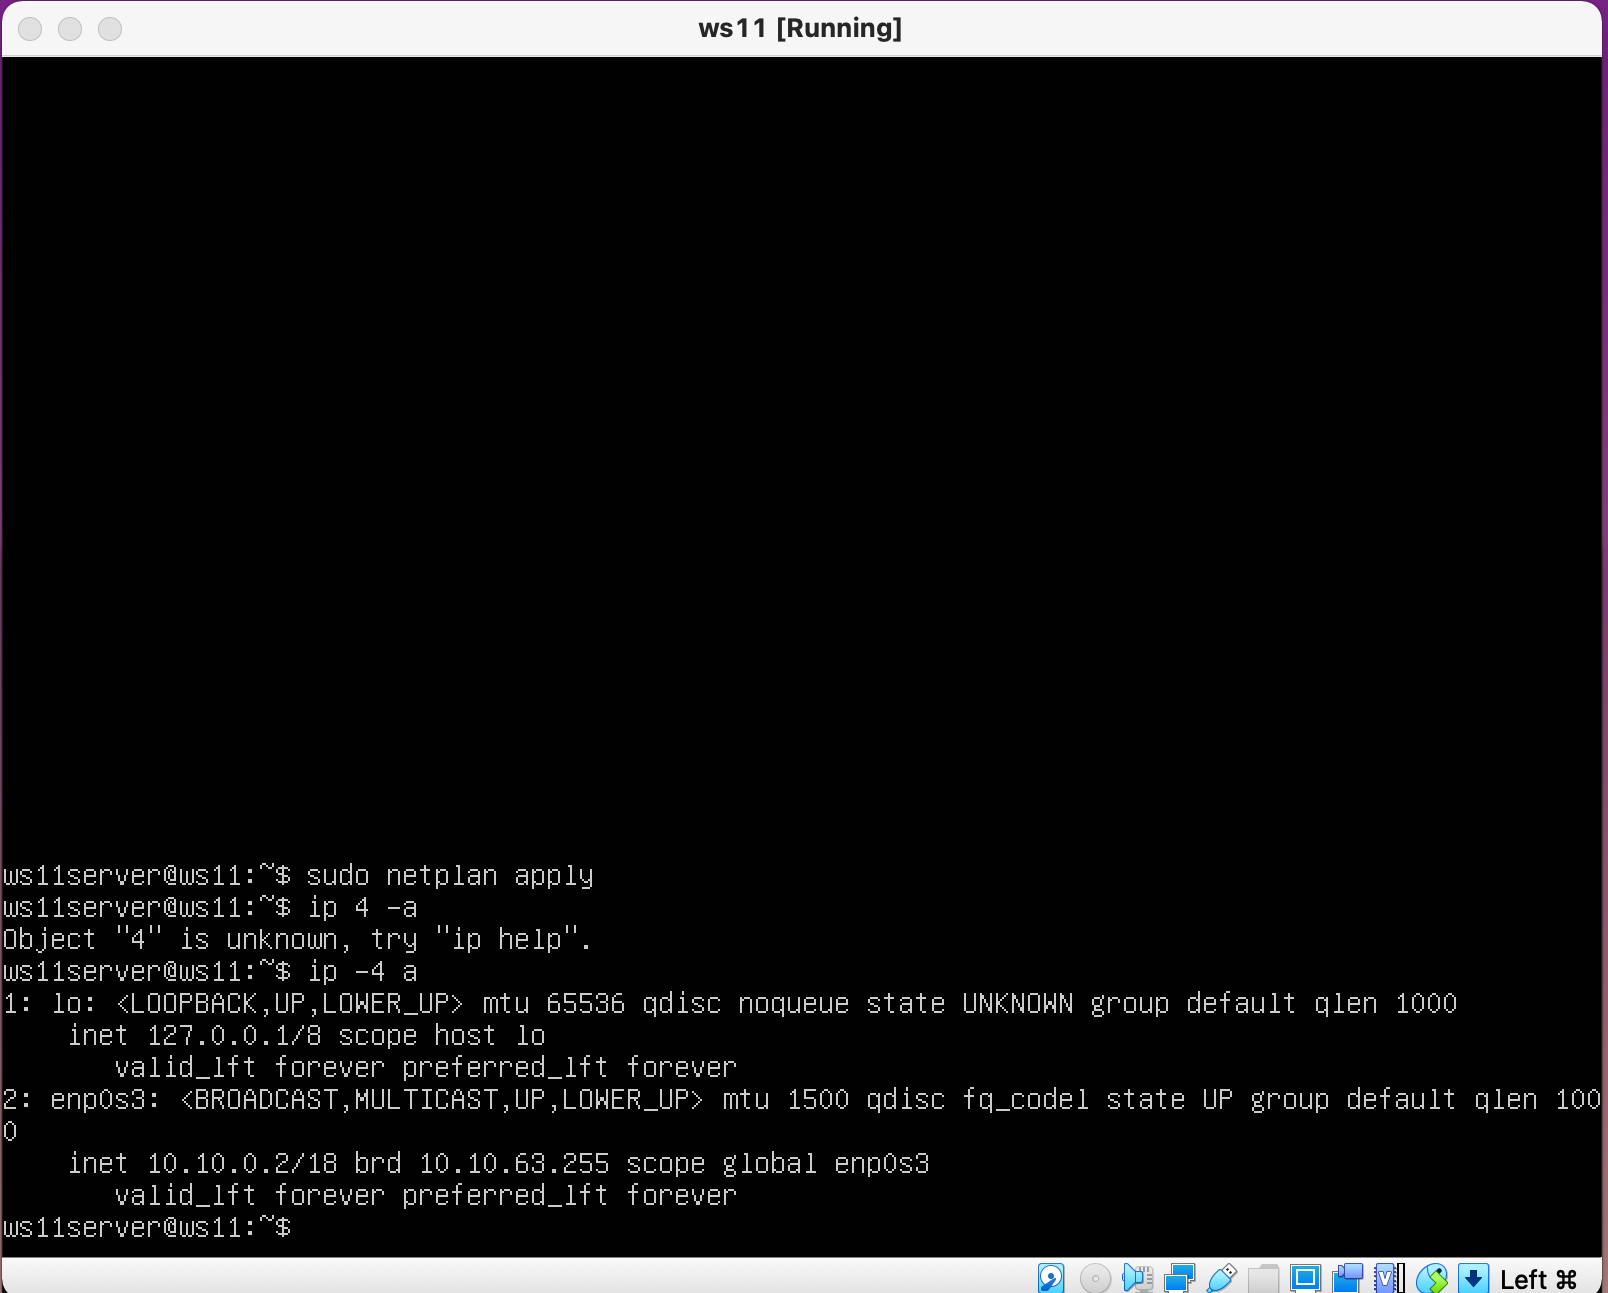 ws11 [Running]
ws11server@ws11:~$ sudo netplan apply
ws11server@ws11:~$ ip 4 -a
Object "4" is unknown, try "ip help".
ws11server@ws11:~$ ip -4 a
1: lo: <LOOPBACK,UP,LOWER_UP> mtu 65536 qdisc noqueue state UNKNOWN group default qlen 1000
    inet 127.0.0.1/8 scope host lo
       valid_lft forever preferred_lft forever
2: enp0s3: <BROADCAST,MULTICAST,UP,LOWER_UP> mtu 1500 qdisc fq_codel state UP group default qlen 100
0
    inet 10.10.0.2/18 brd 10.10.63.255 scope global enp0s3
       valid_lft forever preferred_lft forever
ws11server@ws11:~$
Left ⌘